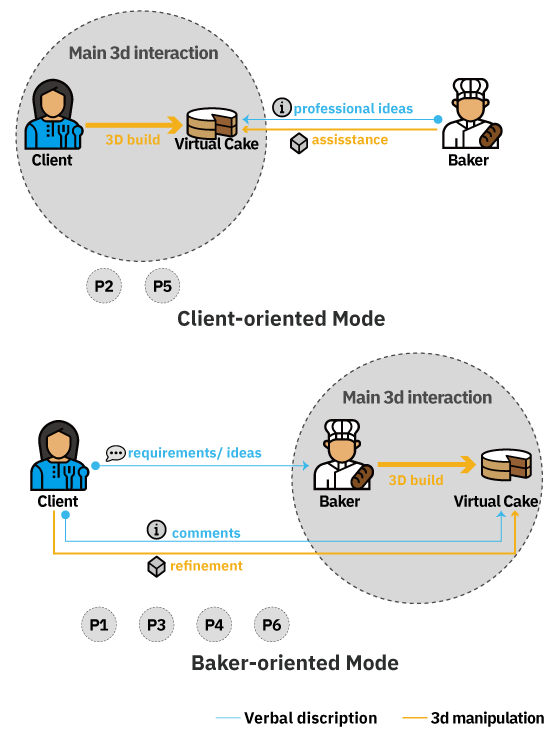 Main 3d interaction
professional ideas
3D build
assisstance
Client
Virtual Cake
Baker
P2 P5
Client-oriented Mode
Main 3d interaction
requirements/ ideas
3D build
Client
Baker
Virtual Cake
comments
refinement
P1 P3 P4 P6
Baker-oriented Mode
Verbal discription 3d manipulation